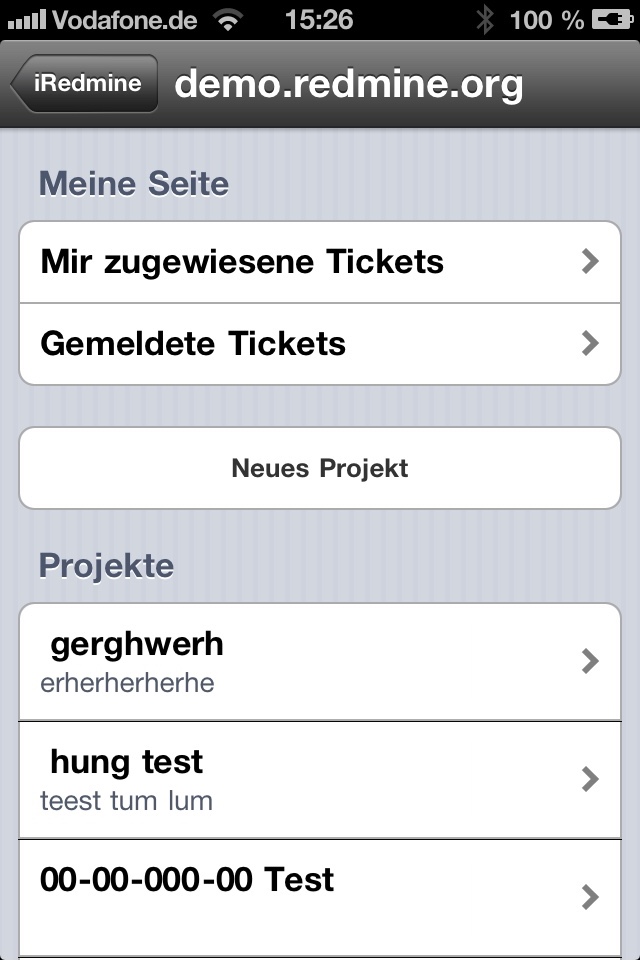 Vodafone.de 15:26 100 %
iRedmine demo.redmine.org
Meine Seite
Mir zugewiesene Tickets
Gemeldete Tickets
Neues Projekt
Projekte
gerghwerh
erherherherhe
hung test
teest tum lum
00-00-000-00 Test